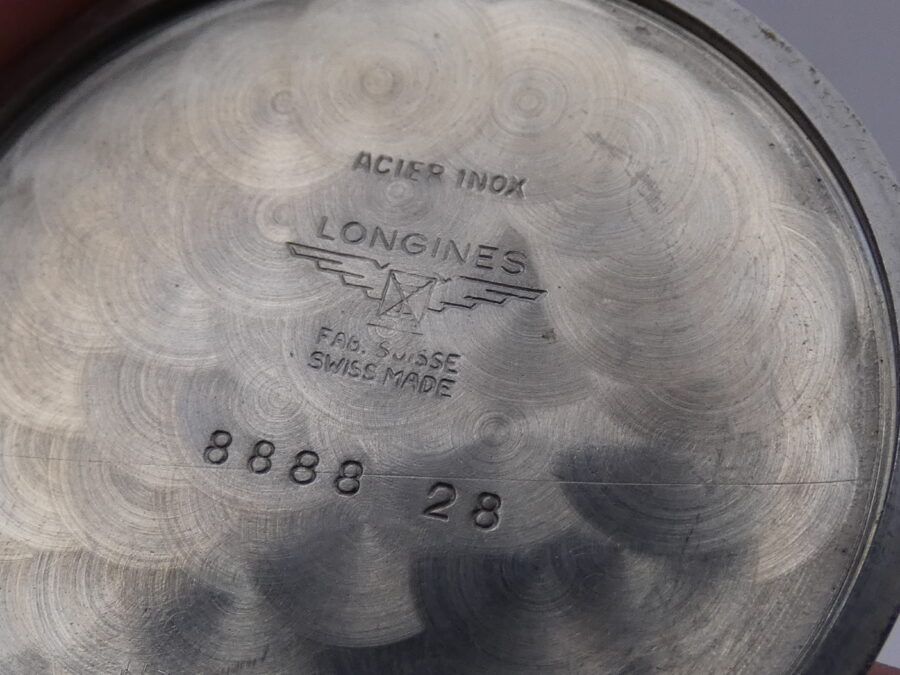 ACIER INOX
LONGINES
FAB. SUISSE
SWISS MADE
8888 28